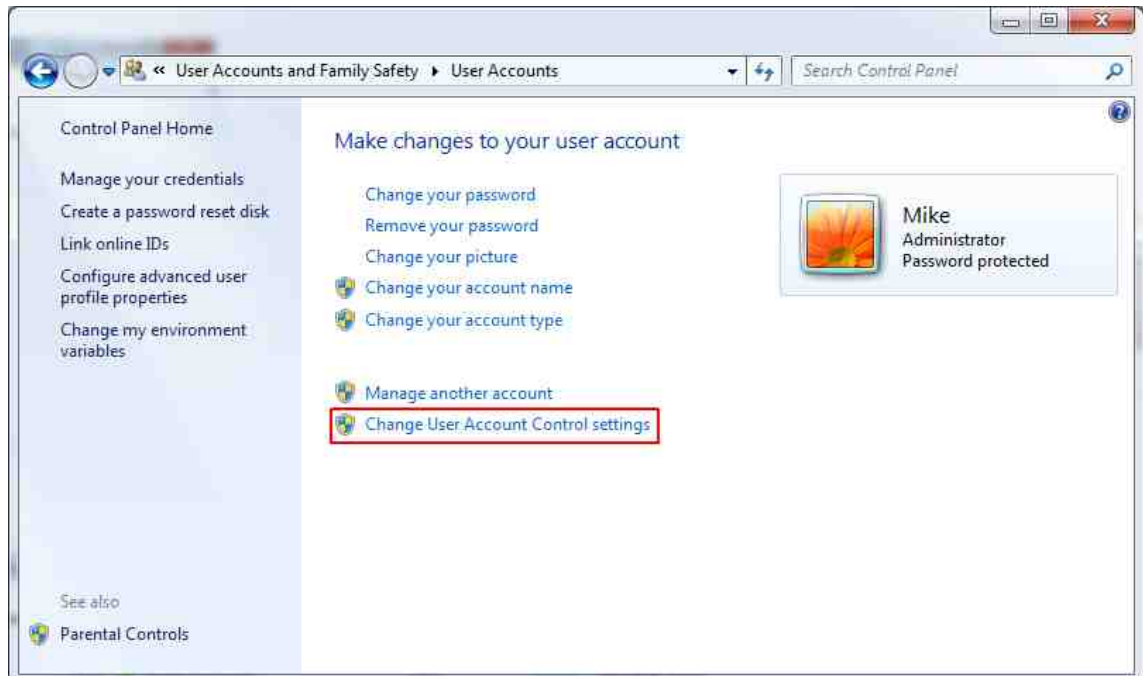 « User Accounts and Family Safety ▸ User Accounts
Search Control Panel
Control Panel Home
Manage your credentials
Create a password reset disk
Link online IDs
Configure advanced user
profile properties
Change my environment
variables
See also
Parental Controls
Make changes to your user account
Change your password
Remove your password
Change your picture
Change your account name
Change your account type
Manage another account
Change User Account Control settings
Mike
Administrator
Password protected